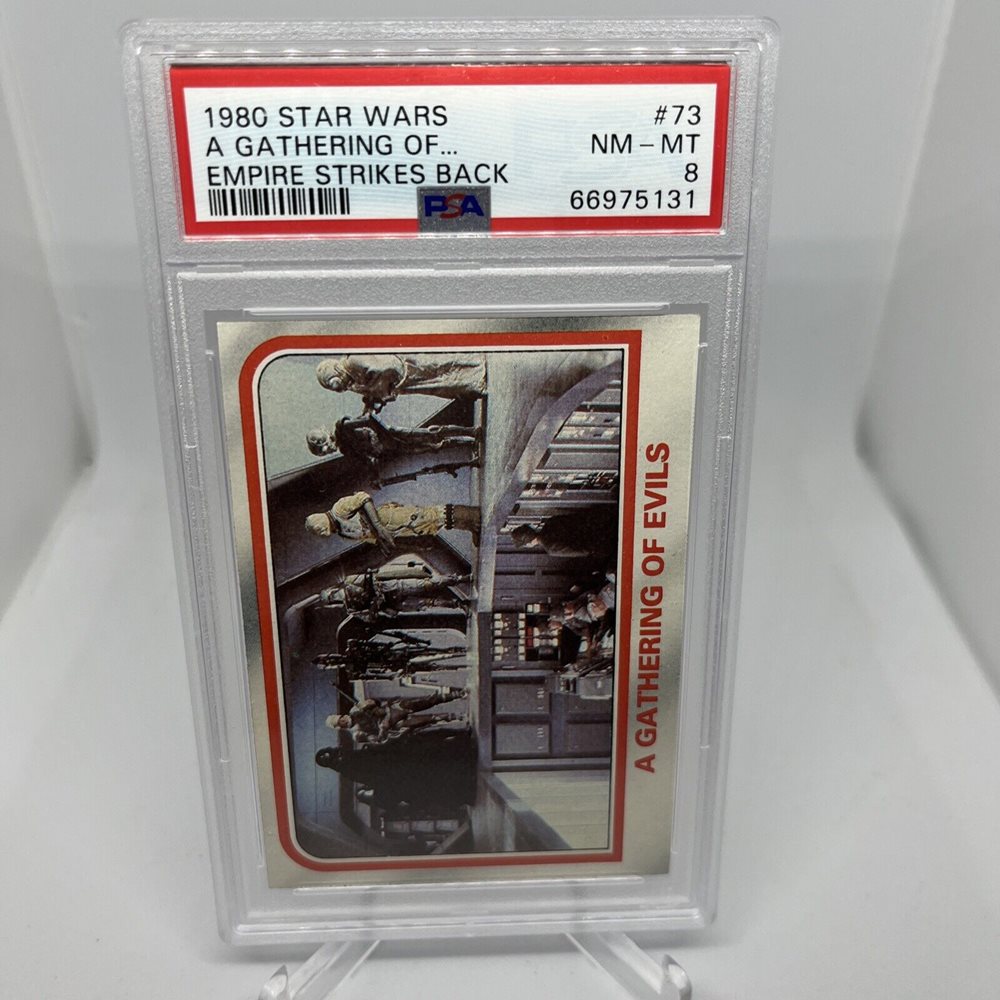 1980 STAR WARS #73
A GATHERING OF... NM - MT
EMPIRE STRIKES BACK 8
PSA 66975131
A GATHERING OF EVILS